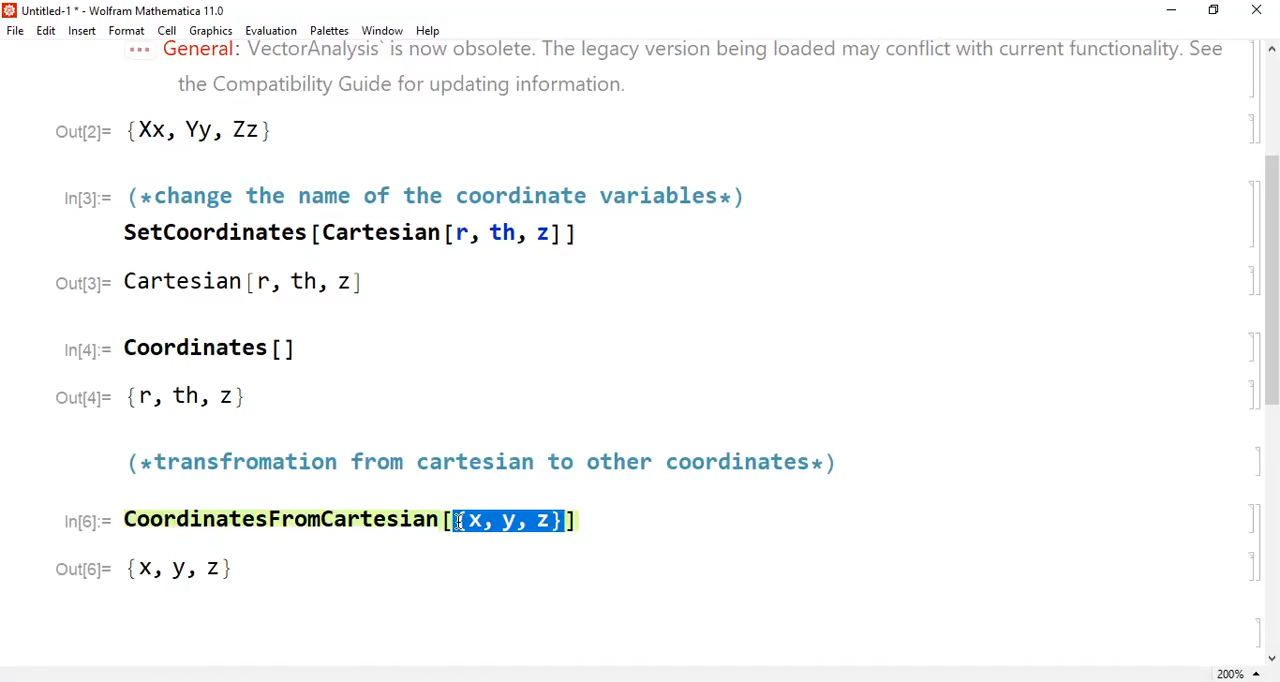 Untitled-1 * - Wolfram Mathematica 11.0
File Edit Insert Format Cell Graphics Evaluation Palettes Window Help
General: VectorAnalysis` is now obsolete. The legacy version being loaded may conflict with current functionality. See
the Compatibility Guide for updating information.
Out[2]= {Xx, Yy, Zz}
In[3]:= (*change the name of the coordinate variables*)
SetCoordinates[Cartesian[r, th, z]]
Out[3]= Cartesian[r, th, z]
In[4]:= Coordinates[]
Out[4]= {r, th, z}
(*transfromation from cartesian to other coordinates*)
In[6]:= CoordinatesFromCartesian[{x, y, z}]
Out[6]= {x, y, z}
200%